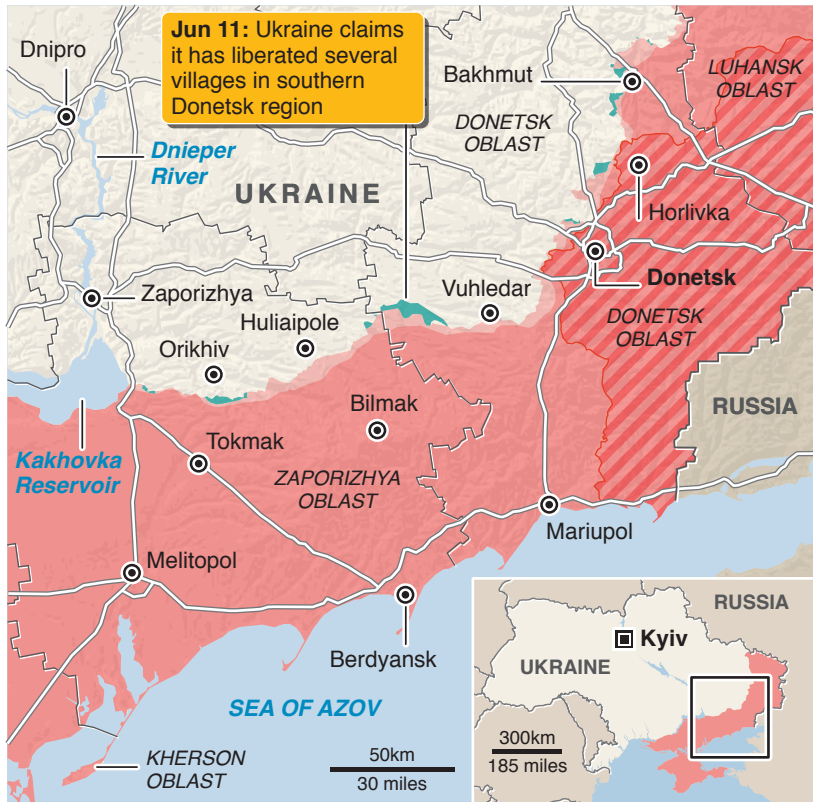 Jun 11: Ukraine claims
it has liberated several
villages in southern
Donetsk region
Dnipro
Bakhmut
LUHANSK
OBLAST
DONETSK
OBLAST
Dnieper
River
UKRAINE
Horlivka
Zaporizhya
Vuhledar
Donetsk
Huliaipole
DONETSK
OBLAST
Orikhiv
RUSSIA
Bilmak
Tokmak
Kakhovka
Reservoir
ZAPORIZHYA
OBLAST
Mariupol
Melitopol
Berdyansk
SEA OF AZOV
KHERSON
OBLAST
50km
30 miles
RUSSIA
Kyiv
UKRAINE
300km
185 miles